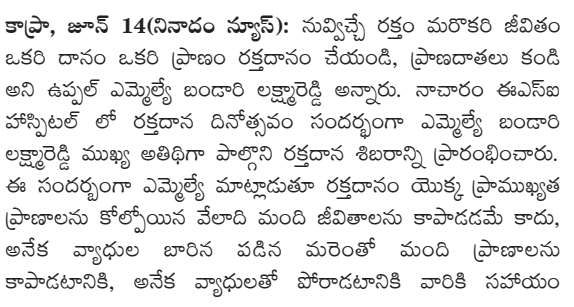 కాప్రా, జూన్ 14(నినాదం న్యూస్): నువ్విచ్చే రక్తం మరొకరి జీవితం
ఒకరి దానం ఒకరి ప్రాణం రక్తదానం చేయండి, ప్రాణదాతలు కండి
అని ఉప్పల్ ఎమ్మెల్యే బండారి లక్ష్మారెడ్డి అన్నారు. నాచారం ఈఎస్ఐ
హాస్పిటల్ లో రక్తదాన దినోత్సవం సందర్భంగా ఎమ్మెల్యే బండారి
లక్ష్మారెడ్డి ముఖ్య అతిథిగా పాల్గొని రక్తదాన శిబరాన్ని ప్రారంభించారు.
ఈ సందర్బంగా ఎమ్మెల్యే మాట్లాడుతూ రక్తదానం యొక్క ప్రాముఖ్యత
ప్రాణాలను కోల్పోయిన వేలాది మంది జీవితాలను కాపాడడమే కాదు,
అనేక వ్యాధుల బారిన పడిన మరెంతో మంది ప్రాణాలను
కాపాడటానికి, అనేక వ్యాధులతో పోరాడటానికి వారికి సహాయం